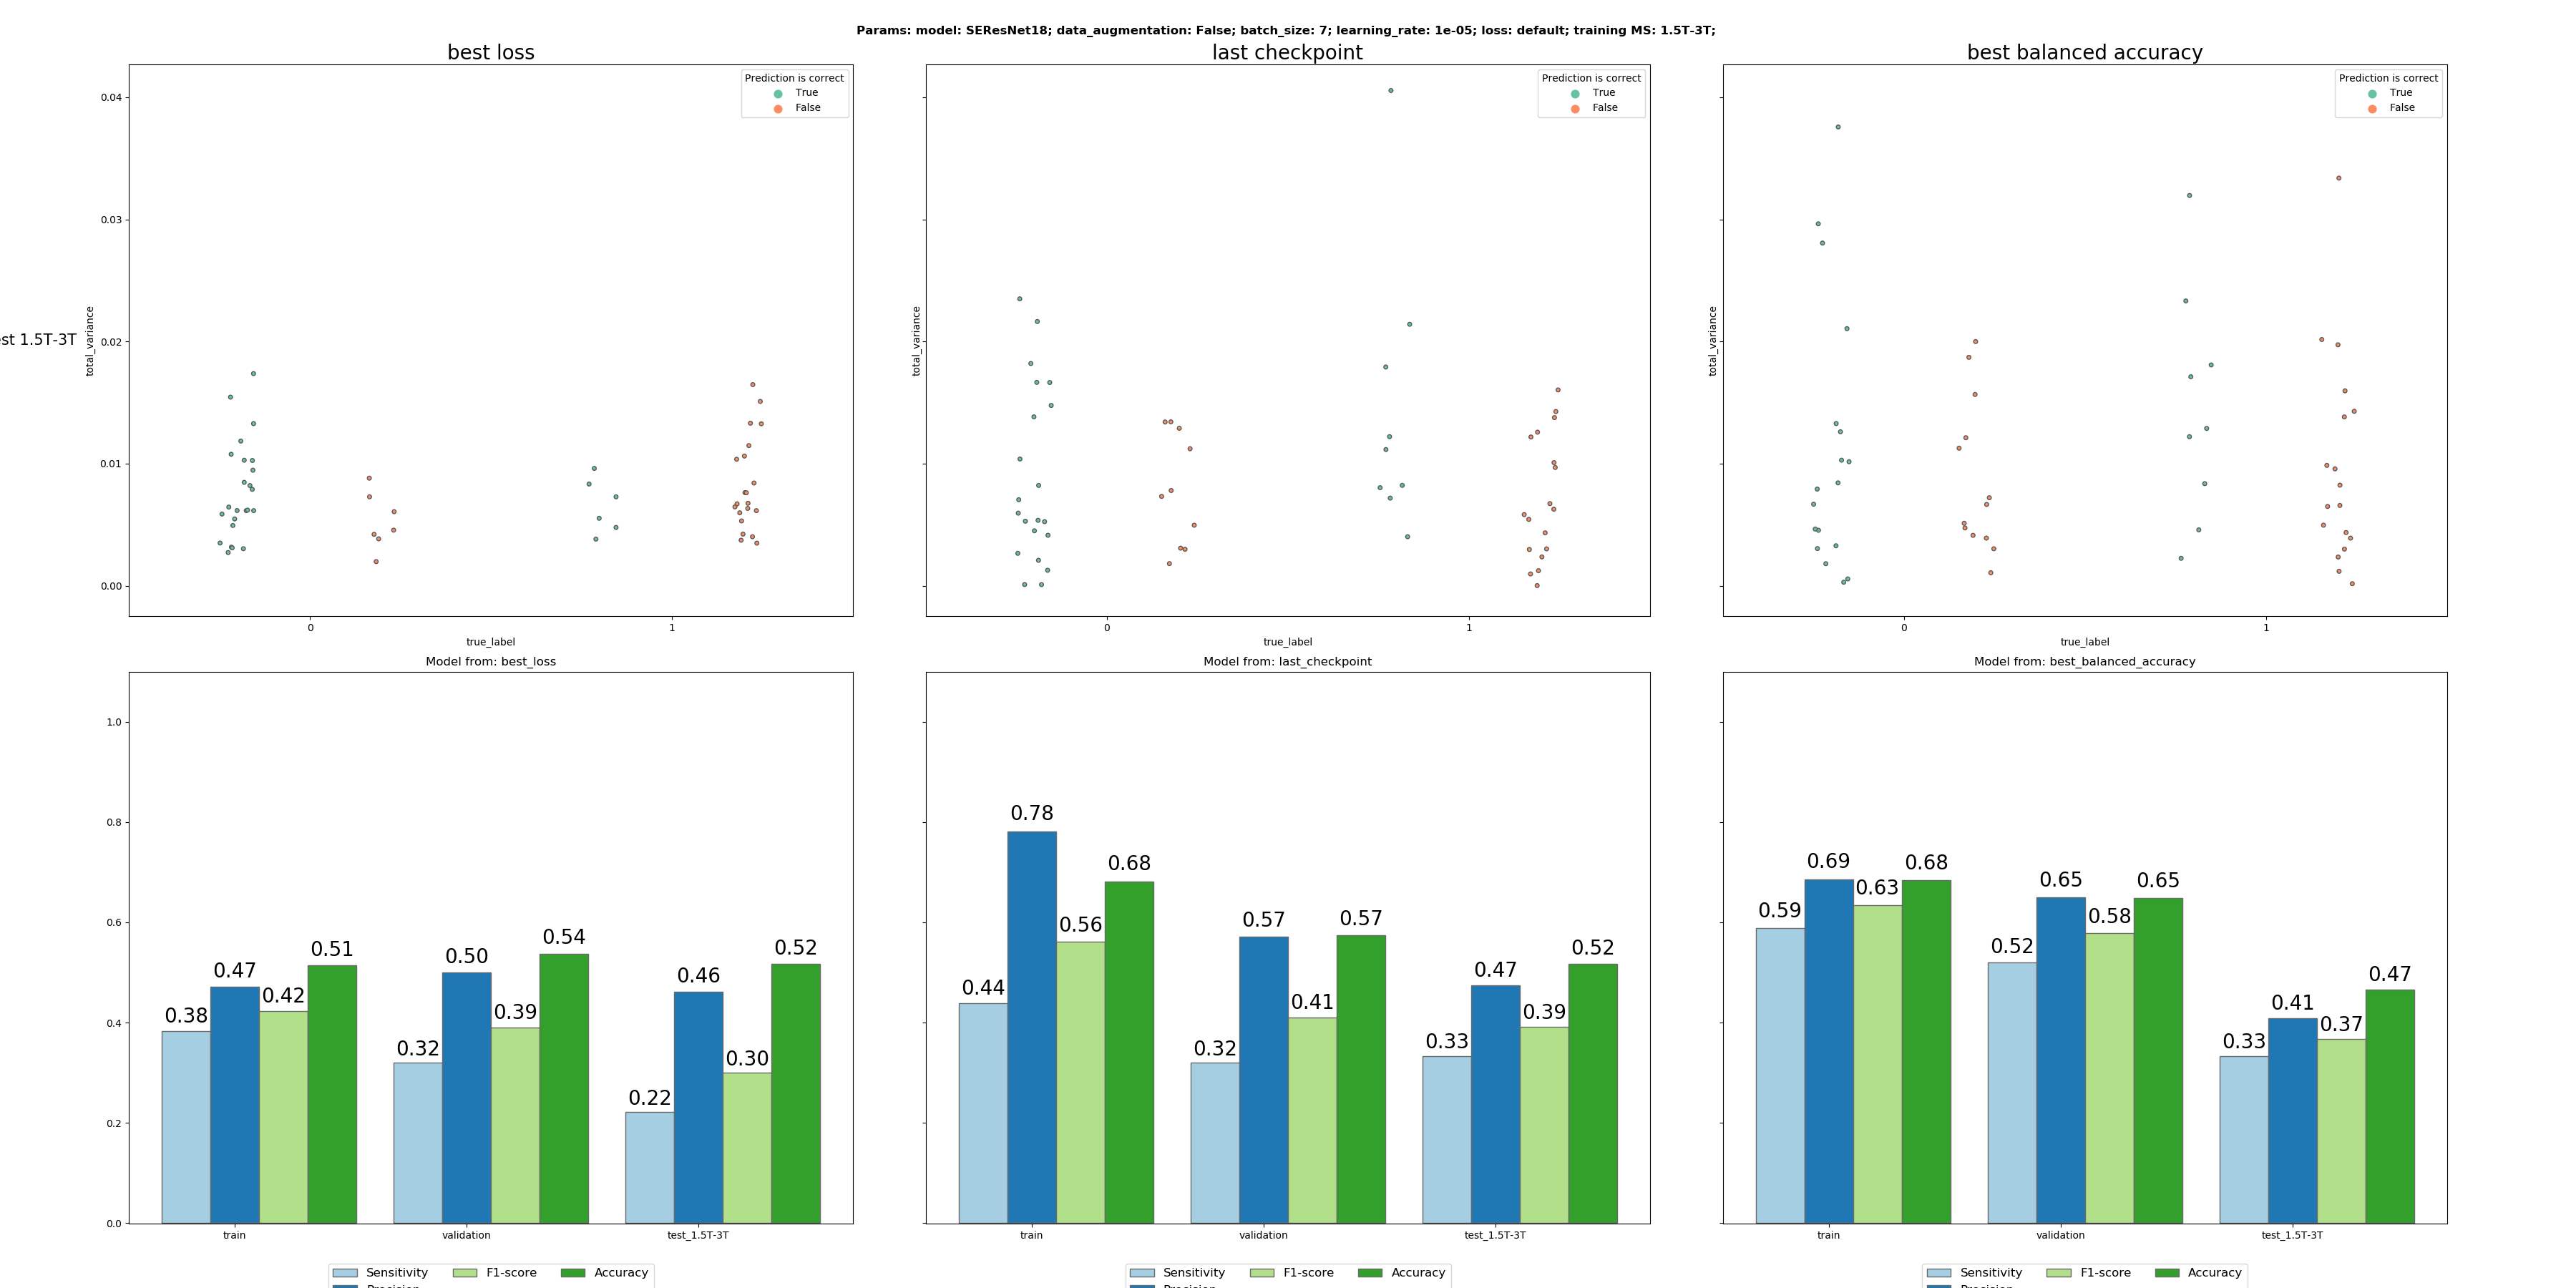 Params: model: SEResNet18; data_augmentation: False; batch_size: 7; learning_rate: 1e-05; loss: default; training MS: 1.5T-3T;
best loss
last checkpoint
best balanced accuracy
Prediction is correct
True
False
Prediction is correct
True
False
Prediction is correct
True
False
0.04
0.03
0.02
0.01
0.00
1.5T-3T
total_variance
total_variance
total_variance
0 1
true_label
0 1
true_label
0 1
true_label
Model from: best_loss
Model from: last_checkpoint
Model from: best_balanced_accuracy
1.0
0.8
0.6
0.4
0.2
0.0
0.38 0.47 0.42 0.51 0.32 0.50 0.39 0.54 0.22 0.46 0.30 0.52
train validation test_1.5T-3T
0.44 0.78 0.56 0.68 0.32 0.57 0.41 0.57 0.33 0.47 0.39 0.52
train validation test_1.5T-3T
0.59 0.69 0.63 0.68 0.52 0.65 0.58 0.65 0.33 0.41 0.37 0.47
train validation test_1.5T-3T
Sensitivity F1-score Accuracy
Sensitivity F1-score Accuracy
Sensitivity F1-score Accuracy